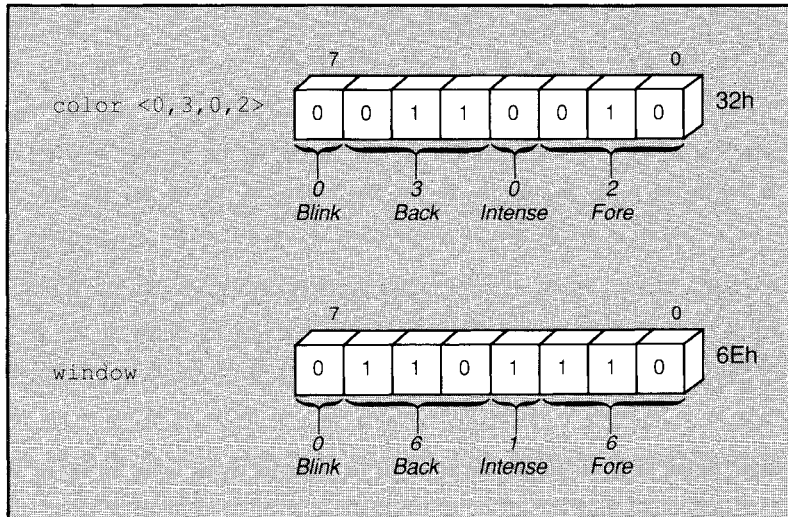 7 0
color <0,3,0,2> 0 0 1 1 0 0 1 0 32h
0 3 0 2
Blink Back Intense Fore
7 0
window 0 1 1 0 1 1 1 0 6Eh
0 6 1 6
Blink Back Intense Fore